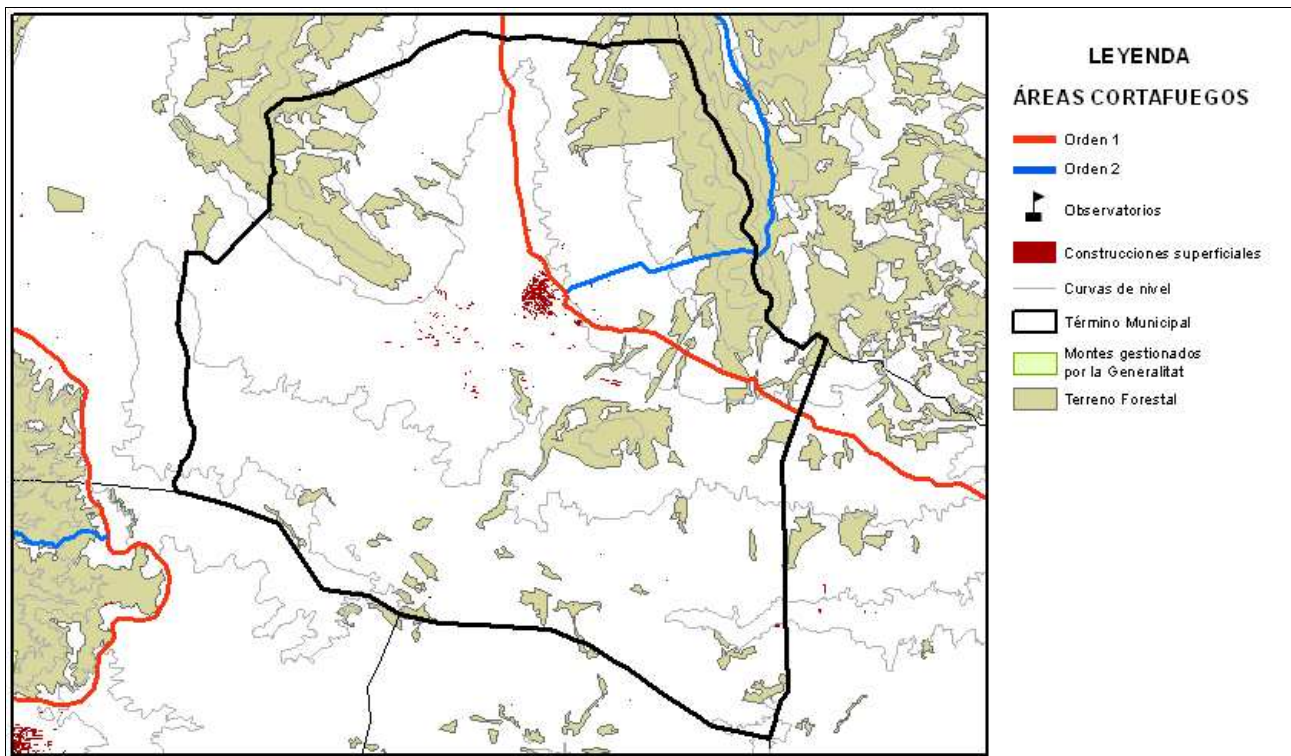 LEYENDA
ÁREAS CORTAFUEGOS
Orden 1
Orden 2
Observatorios
Construcciones superficiales
Curvas de nivel
Término Municipal
Montes gestionados
por la Generalitat
Terreno Forestal